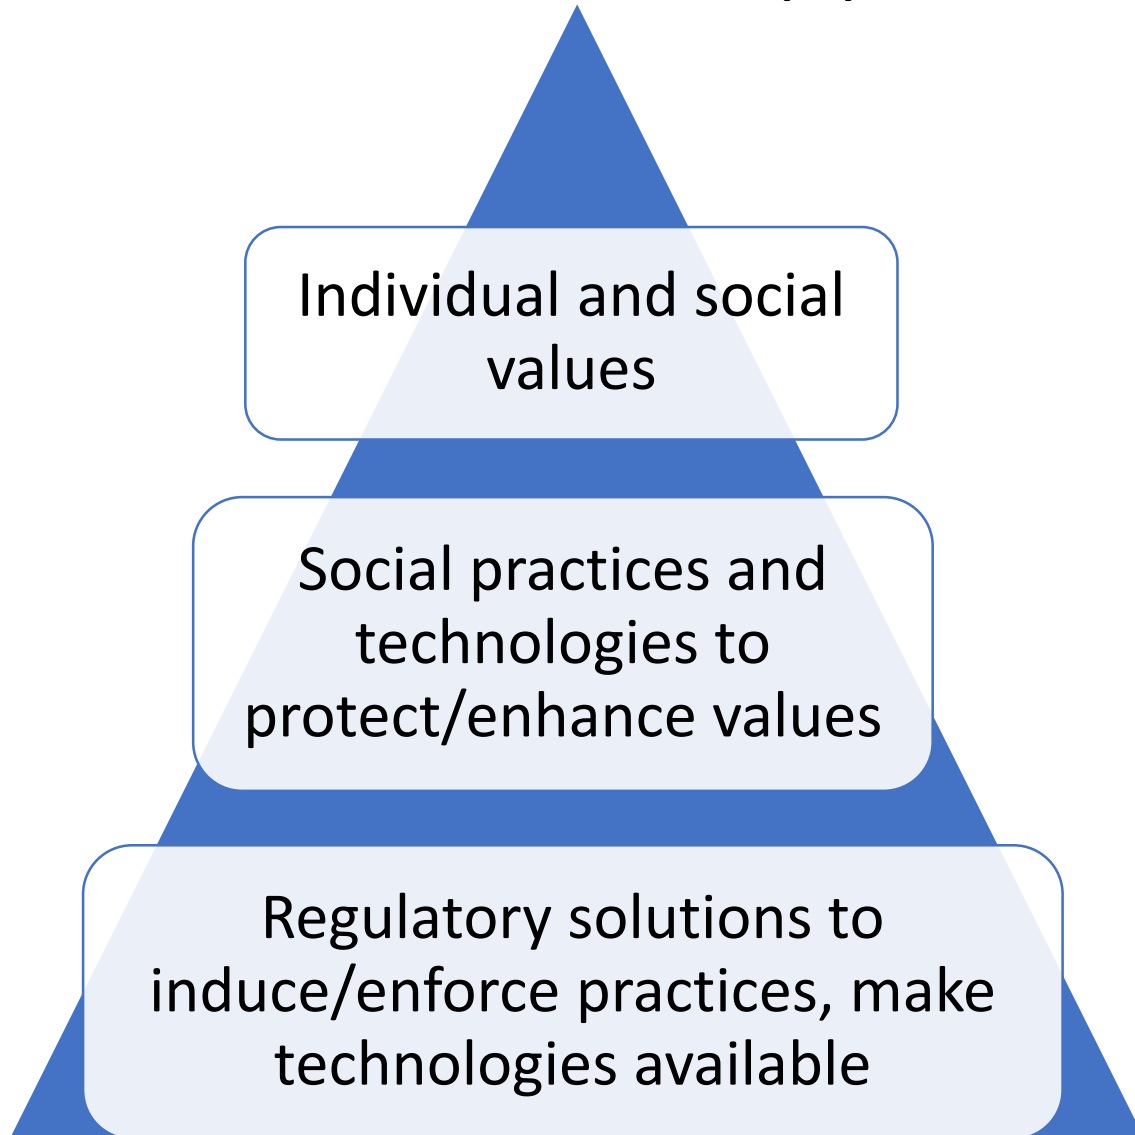 Individual and social
values
Social practices and
technologies to
protect/enhance values
Regulatory solutions to
induce/enforce practices, make
technologies available